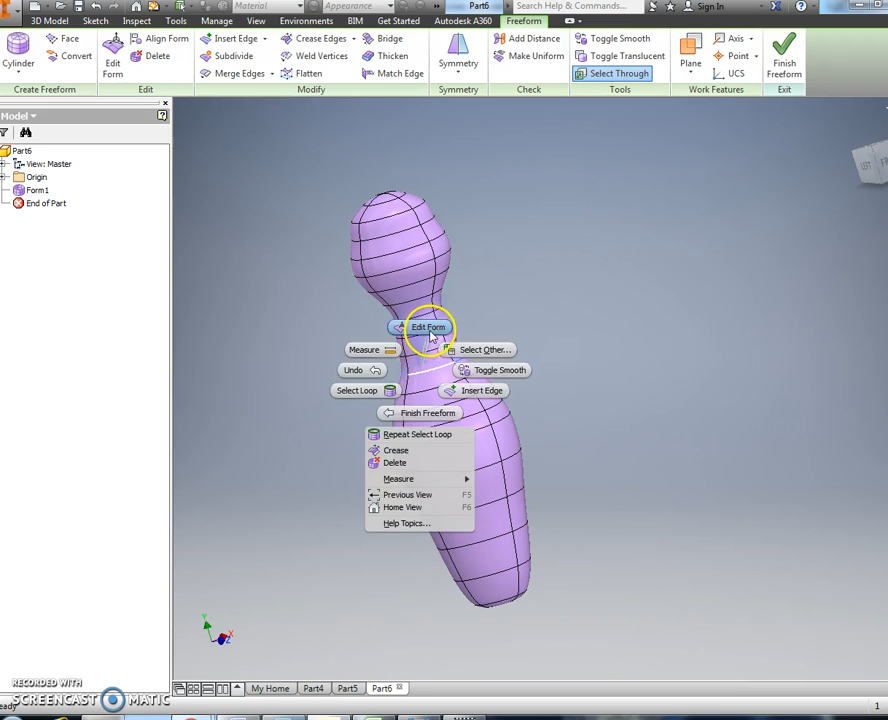 Material
Appearance
Part6
Search Help & Commands...
Sign In
3D Model Sketch Inspect Tools Manage View Environments BIM Get Started Autodesk A360 Freeform
Face Align Form Insert Edge Crease Edges Bridge Add Distance Toggle Smooth Axis
Convert Delete Subdivide Weld Vertices Thicken Make Uniform Toggle Translucent Point
Cylinder Edit Form Merge Edges Flatten Match Edge Symmetry Select Through Plane UCS Finish Freeform
Create Freeform Edit Modify Symmetry Check Tools Work Features Exit
Model
Part6
View: Master
Origin
Form1
End of Part
LEFT
Edit Form
Measure Select Other...
Undo Toggle Smooth
Select Loop Insert Edge
Finish Freeform
Repeat Select Loop
Crease
Delete
Measure
Previous View F5
Home View F6
Help Topics...
Y
X
Z
RECORDED WITH
SCREENCAST MATIC
My Home Part4 Part5 Part6
eady 1